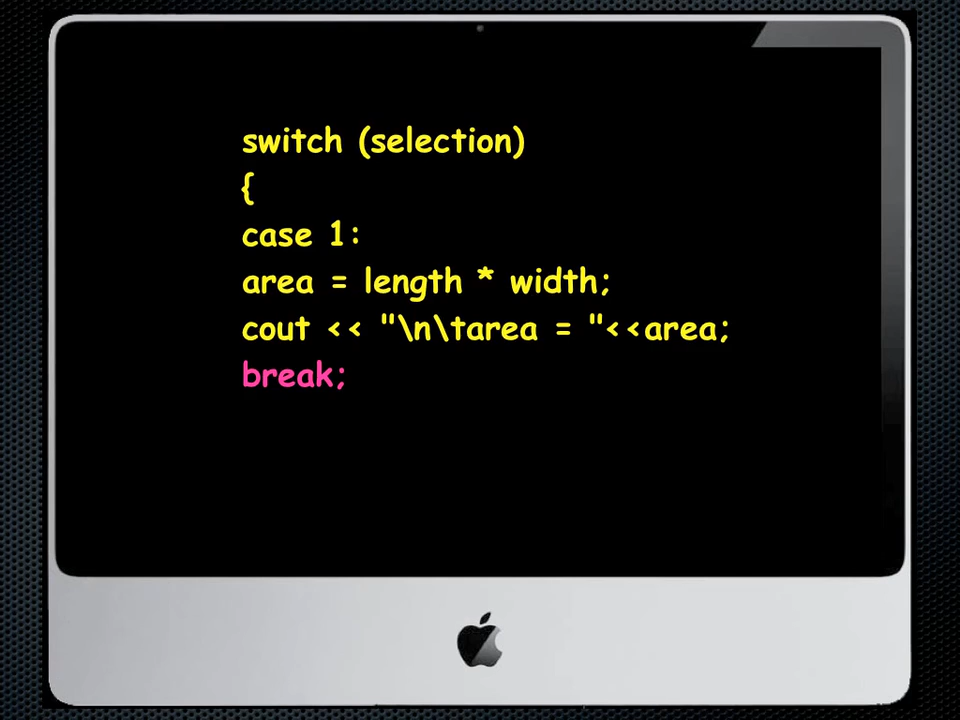 switch (selection)
{
case 1:
area = length * width;
cout << "\n\tarea = "<<area;
break;